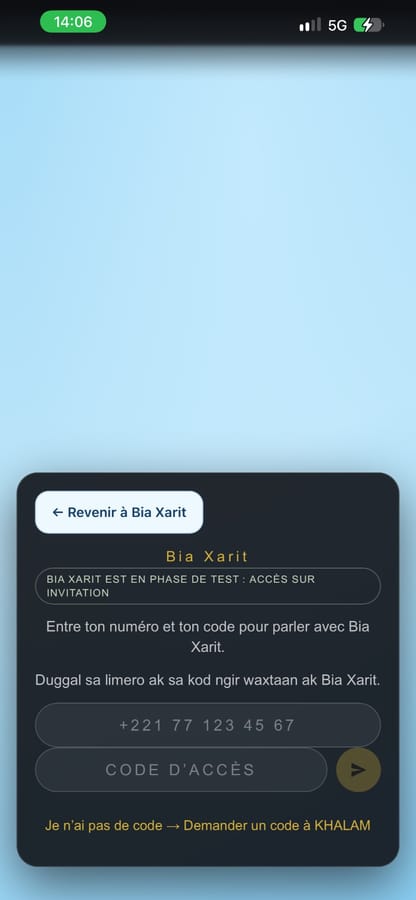 14:06
5G
← Revenir à Bia Xarit
Bia Xarit
BIA XARIT EST EN PHASE DE TEST : ACCÈS SUR
INVITATION
Entre ton numéro et ton code pour parler avec Bia
Xarit.
Duggal sa limero ak sa kod ngir waxtaan ak Bia Xarit.
+221 77 123 45 67
CODE D'ACCÈS
Je n'ai pas de code → Demander un code à KHALAM